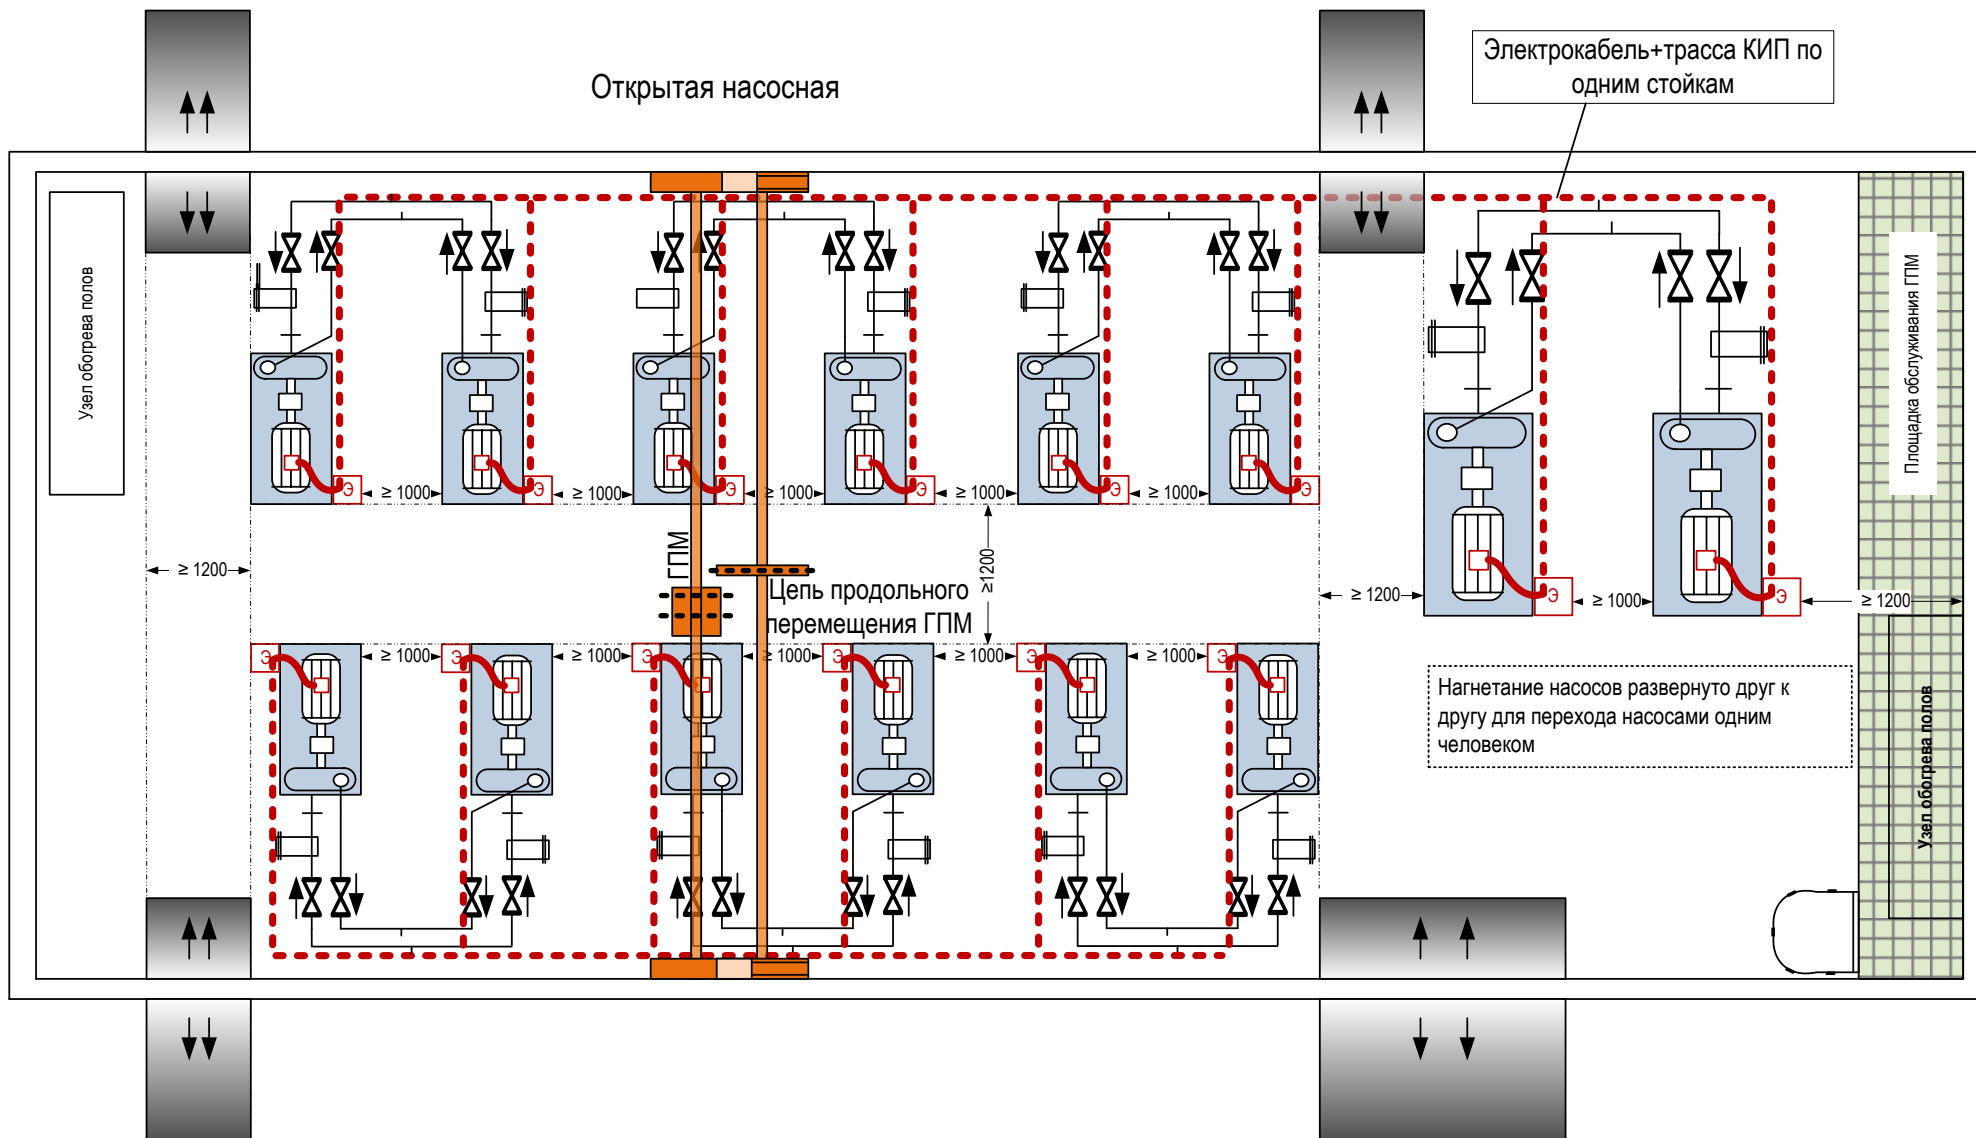 Открытая насосная
Электрокабель+трасса КИП по
одним стойкам
Узел обогрева полов
Площадка обслуживания ГПМ
Э
Э
Э
Э
Э
Э
≥ 1000
≥ 1000
≥ 1000
≥ 1000
≥ 1000
≥ 1200
ГПМ
≥1200
Цепь продольного
перемещения ГПМ
≥ 1200
Э
≥ 1000
Э
≥ 1200
Э
Э
Э
Э
Э
Э
≥ 1000
≥ 1000
≥ 1000
≥ 1000
≥ 1000
Нагнетание насосов развернуто друг к
другу для перехода насосами одним
человеком
Узел обогрева полов